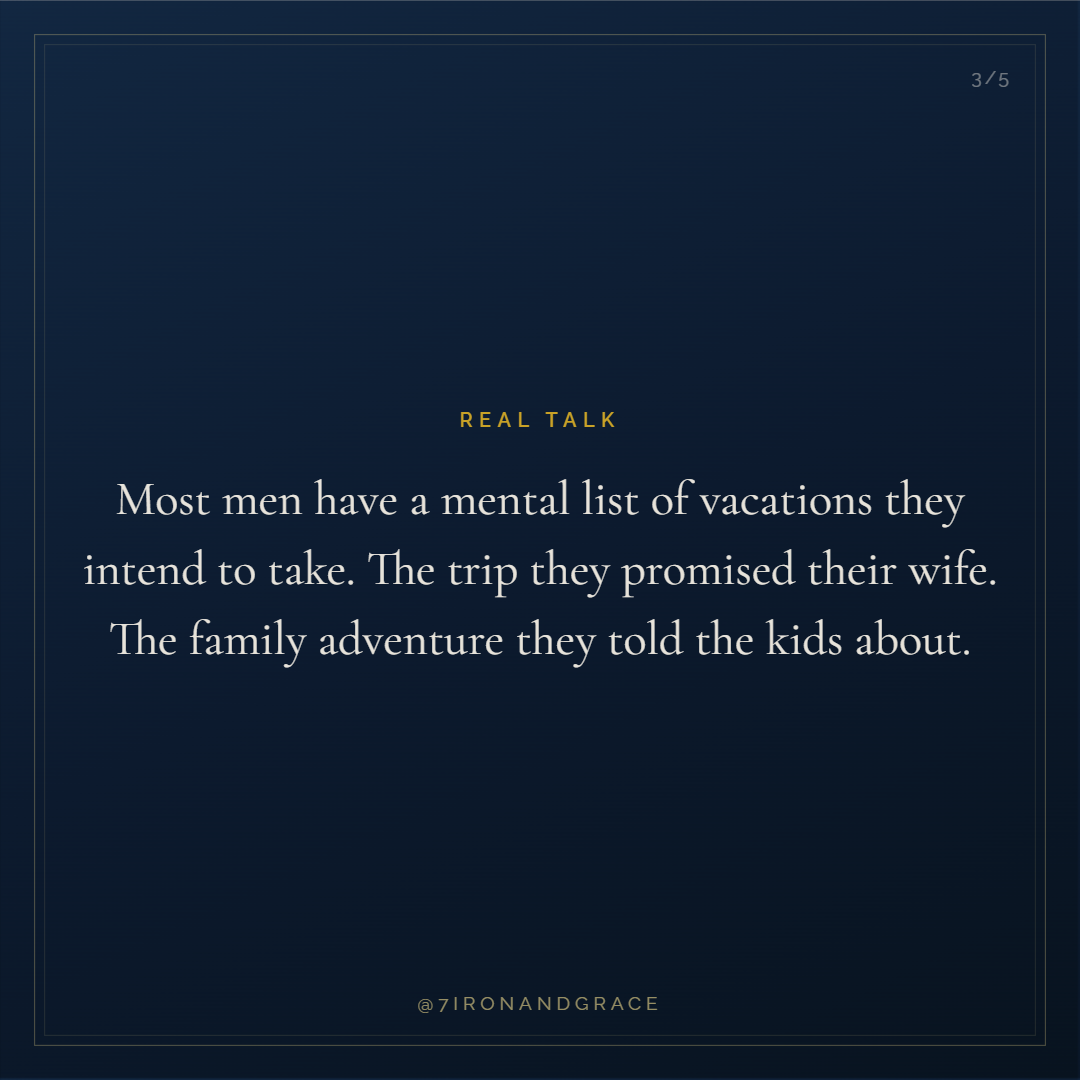 3/5
REAL TALK
Most men have a mental list of vacations they
intend to take. The trip they promised their wife.
The family adventure they told the kids about.
@7IRONANDGRACE